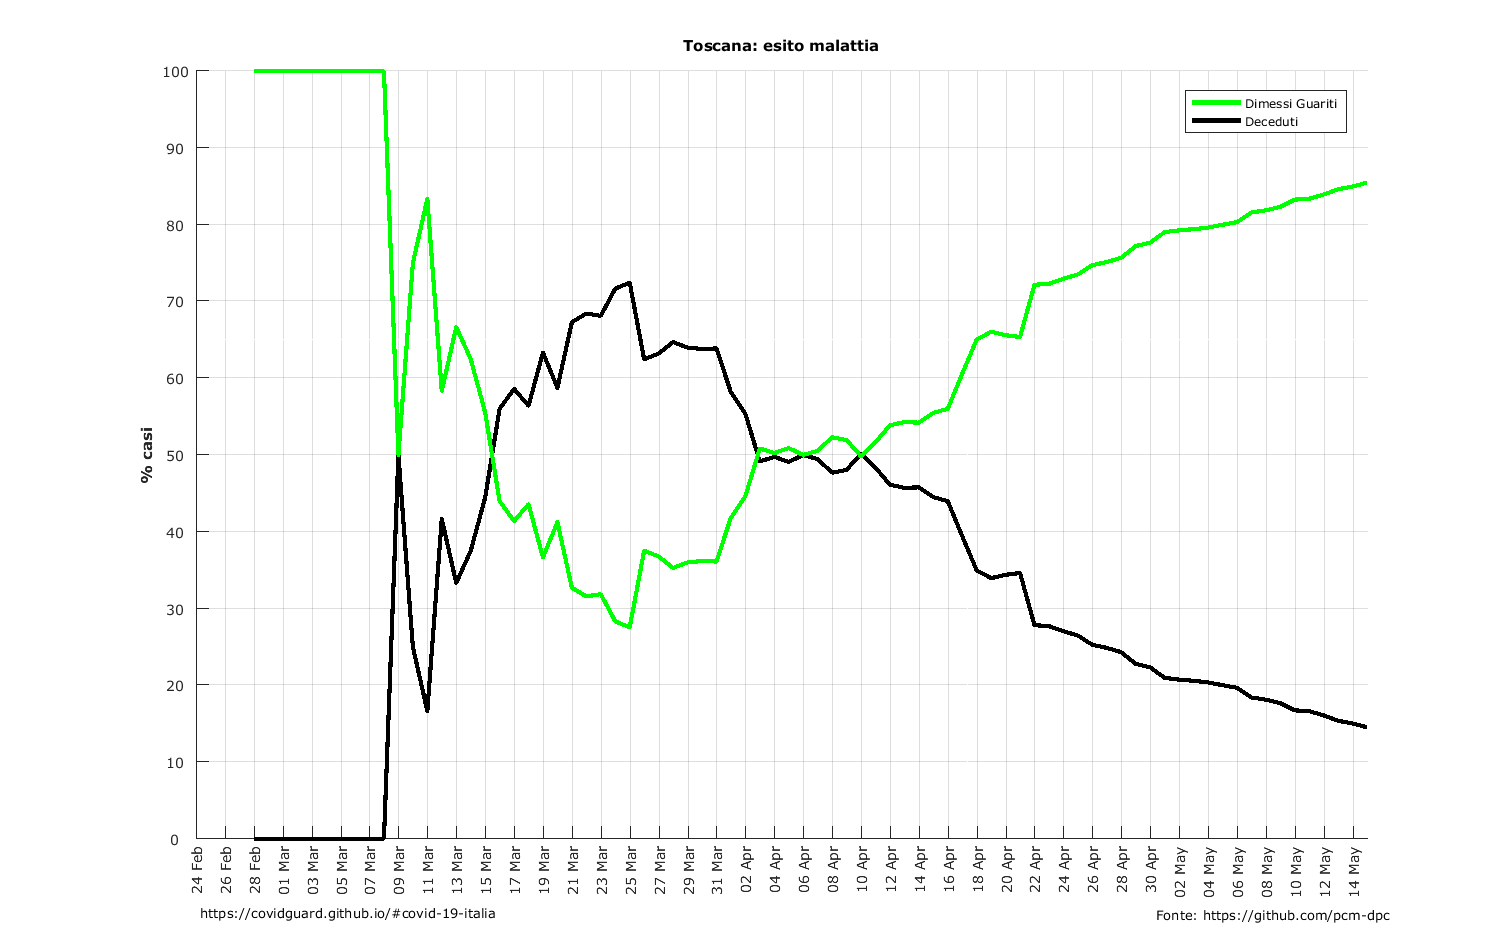 Toscana: esito malattia
Dimessi Guariti
Deceduti
% casi
100
90
80
70
60
50
40
30
20
10
0
24 Feb
26 Feb
28 Feb
01 Mar
03 Mar
05 Mar
07 Mar
09 Mar
11 Mar
13 Mar
15 Mar
17 Mar
19 Mar
21 Mar
23 Mar
25 Mar
27 Mar
29 Mar
31 Mar
02 Apr
04 Apr
06 Apr
08 Apr
10 Apr
12 Apr
14 Apr
16 Apr
18 Apr
20 Apr
22 Apr
24 Apr
26 Apr
28 Apr
30 Apr
02 May
04 May
06 May
08 May
10 May
12 May
14 May
https://covidguard.github.io/#covid-19-italia
Fonte: https://github.com/pcm-dpc